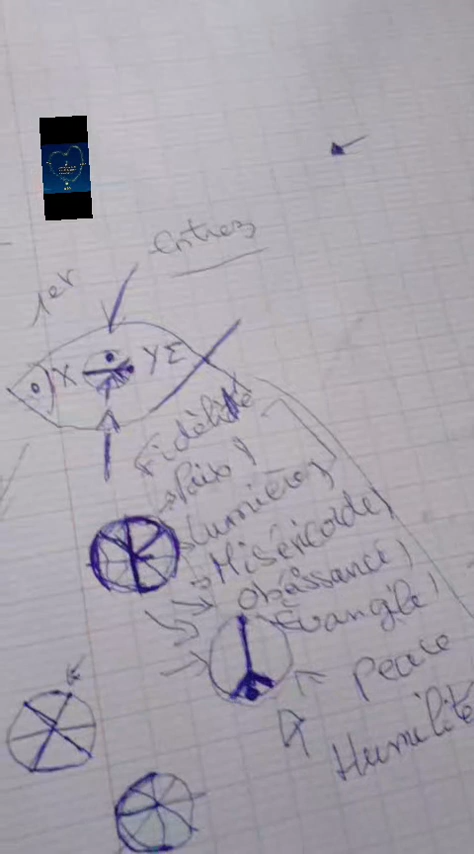 Entrez
1er
X YΣ
Fidélité
Paix)
Lumière)
Miséricorde)
Obéissance)
Évangile)
Peace
Humilité